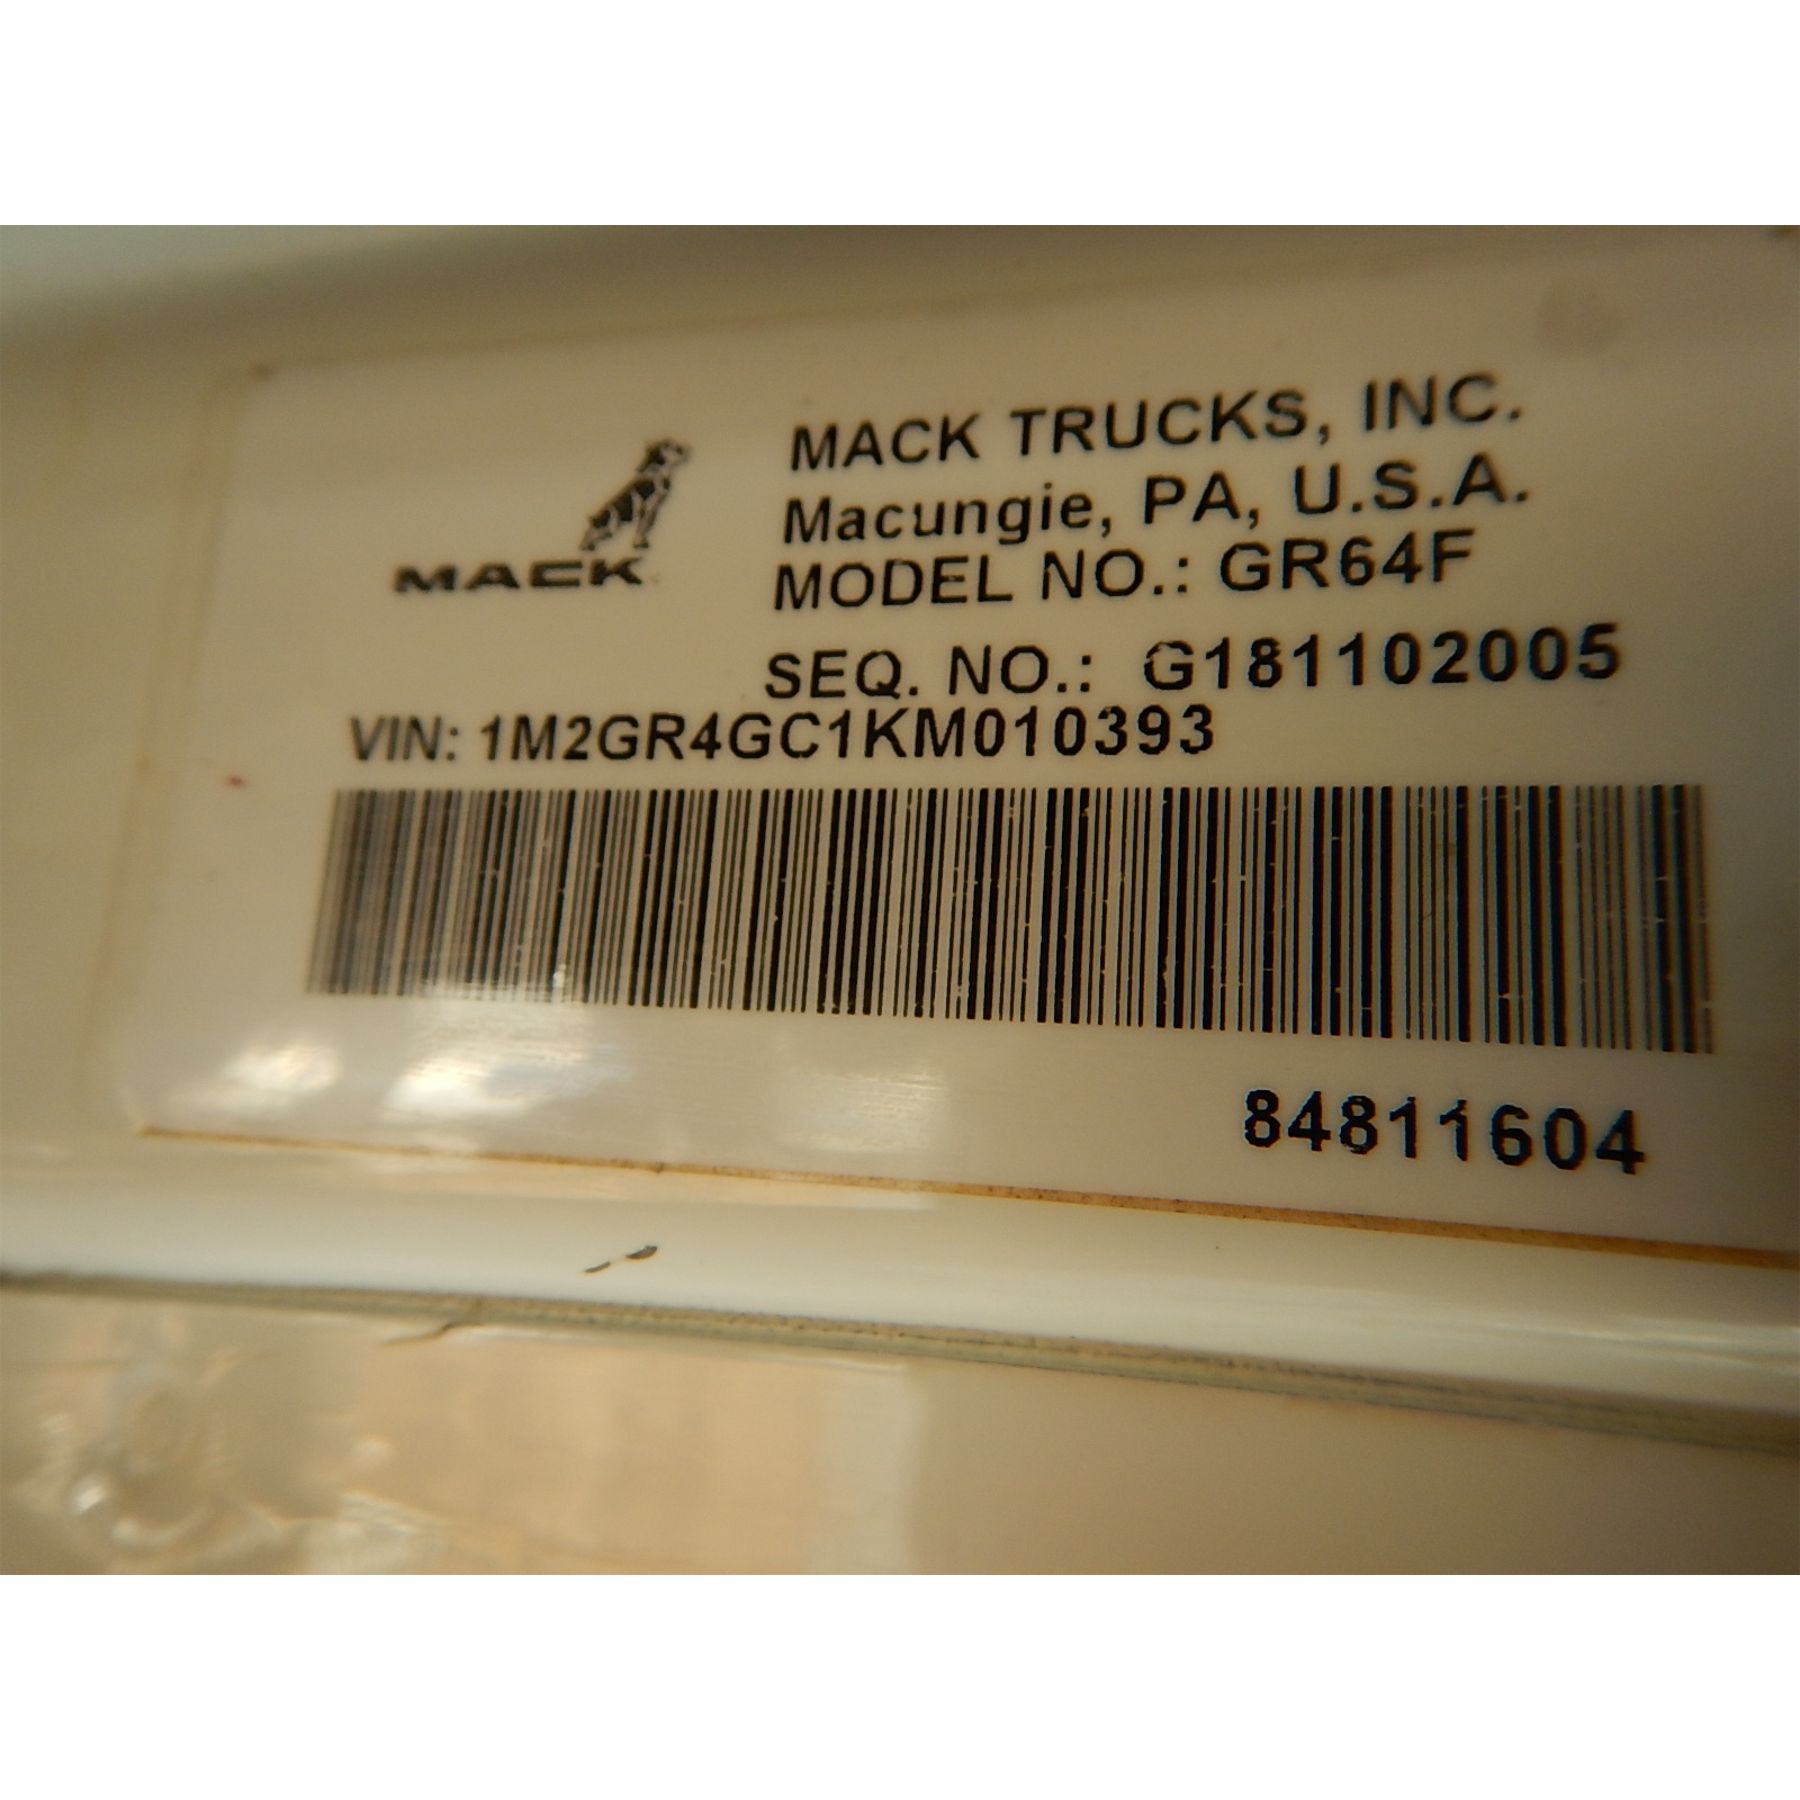 MACK
MACK TRUCKS, INC.
Macungie, PA, U.S.A.
MODEL NO.: GR64F
SEQ. NO.: G181102005
VIN: 1M2GR4GC1KM010393
84811604